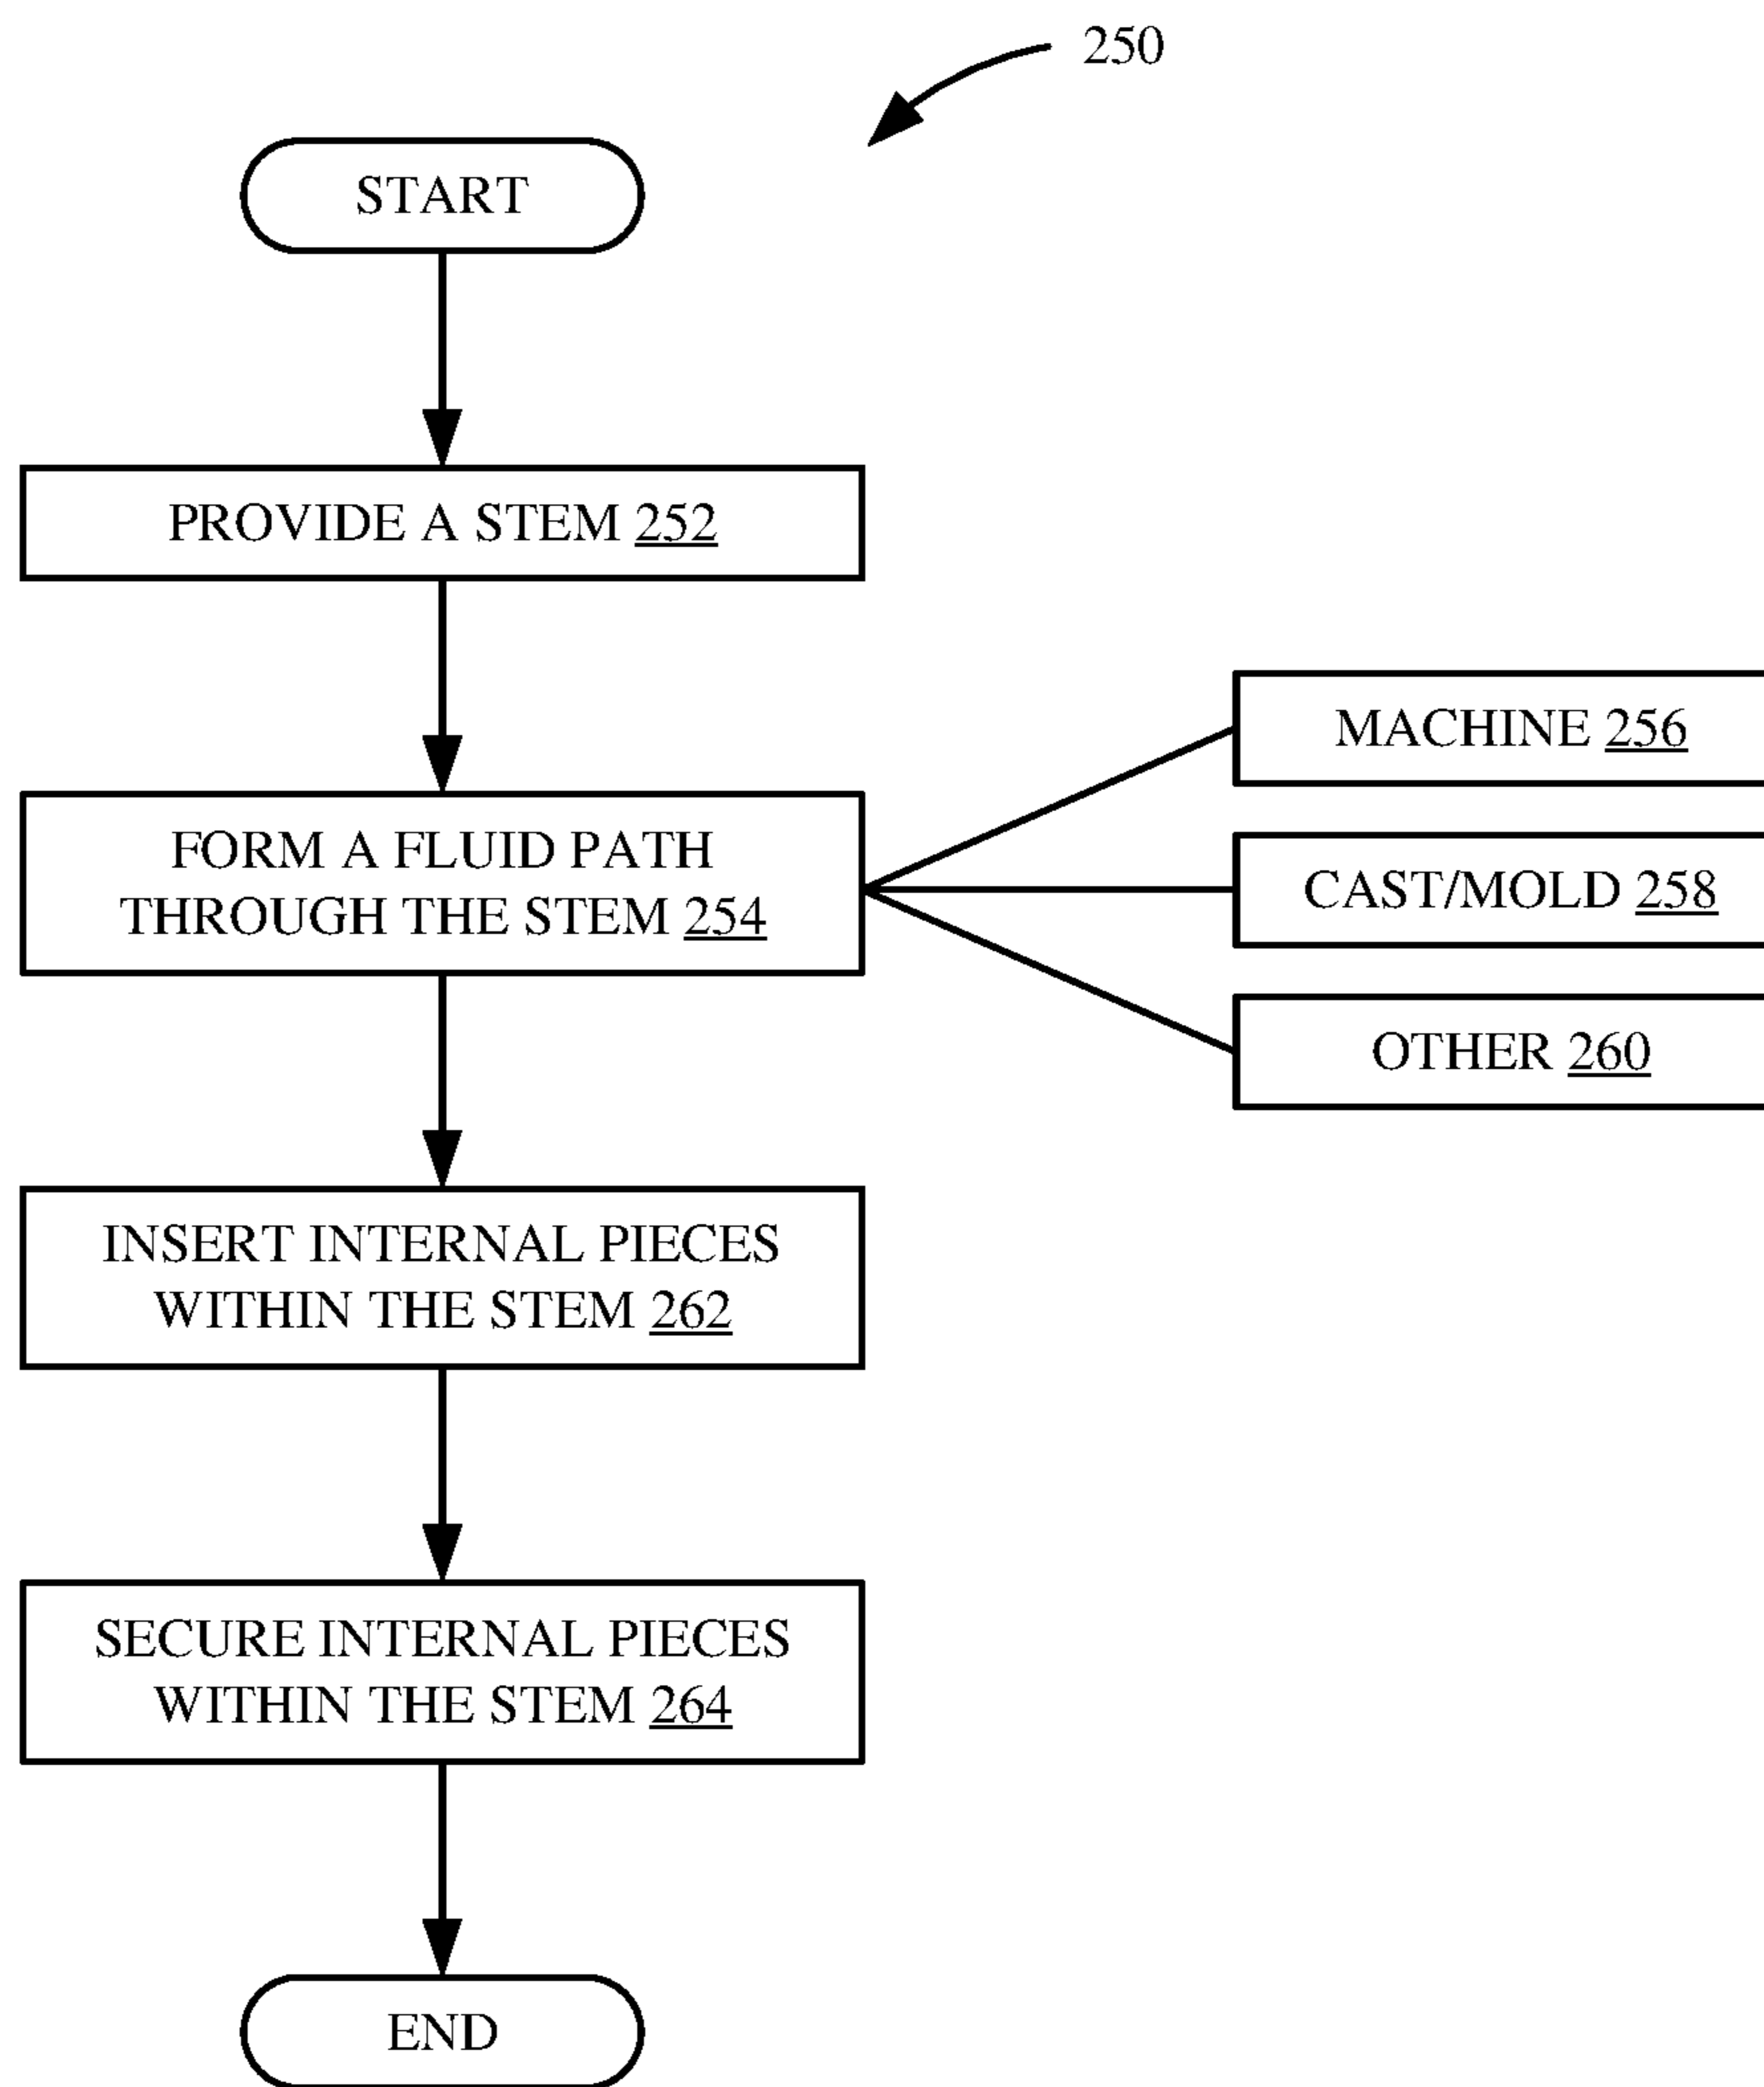 250
START
PROVIDE A STEM 252
FORM A FLUID PATH
THROUGH THE STEM 254
MACHINE 256
CAST/MOLD 258
OTHER 260
INSERT INTERNAL PIECES
WITHIN THE STEM 262
SECURE INTERNAL PIECES
WITHIN THE STEM 264
END